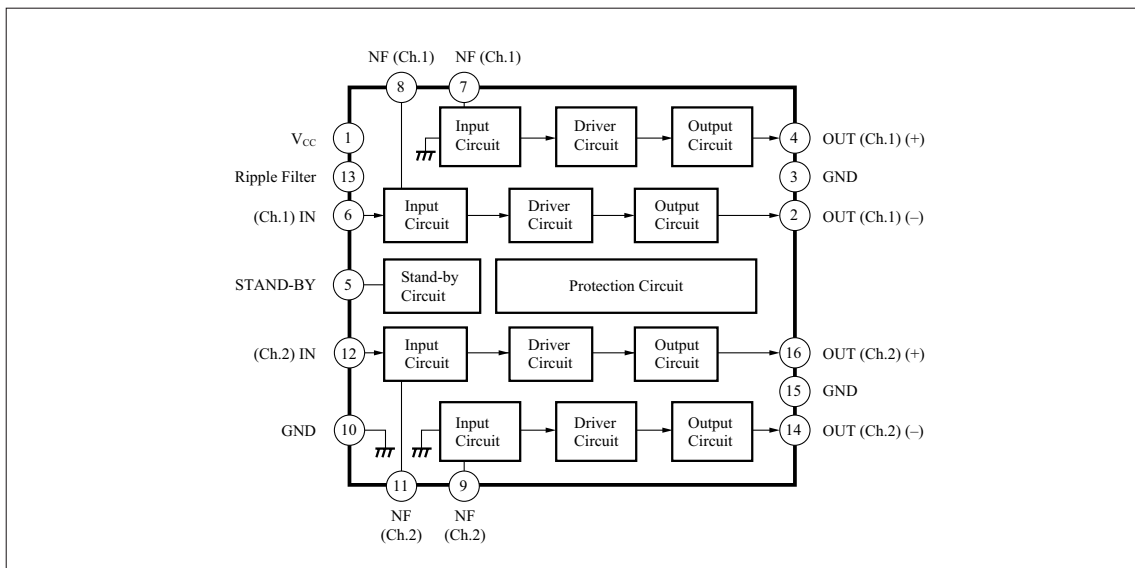 NF (Ch.1) NF (Ch.1)
8 7
Input
Circuit
Driver
Circuit
Output
Circuit
4 OUT (Ch.1) (+)
VCC 1
3 GND
Ripple Filter 13
(Ch.1) IN 6
Input
Circuit
Driver
Circuit
Output
Circuit
2 OUT (Ch.1) (–)
STAND-BY 5
Stand-by
Circuit
Protection Circuit
(Ch.2) IN 12
Input
Circuit
Driver
Circuit
Output
Circuit
16 OUT (Ch.2) (+)
15 GND
GND 10
Input
Circuit
Driver
Circuit
Output
Circuit
14 OUT (Ch.2) (–)
11 9
NF
(Ch.2)
NF
(Ch.2)